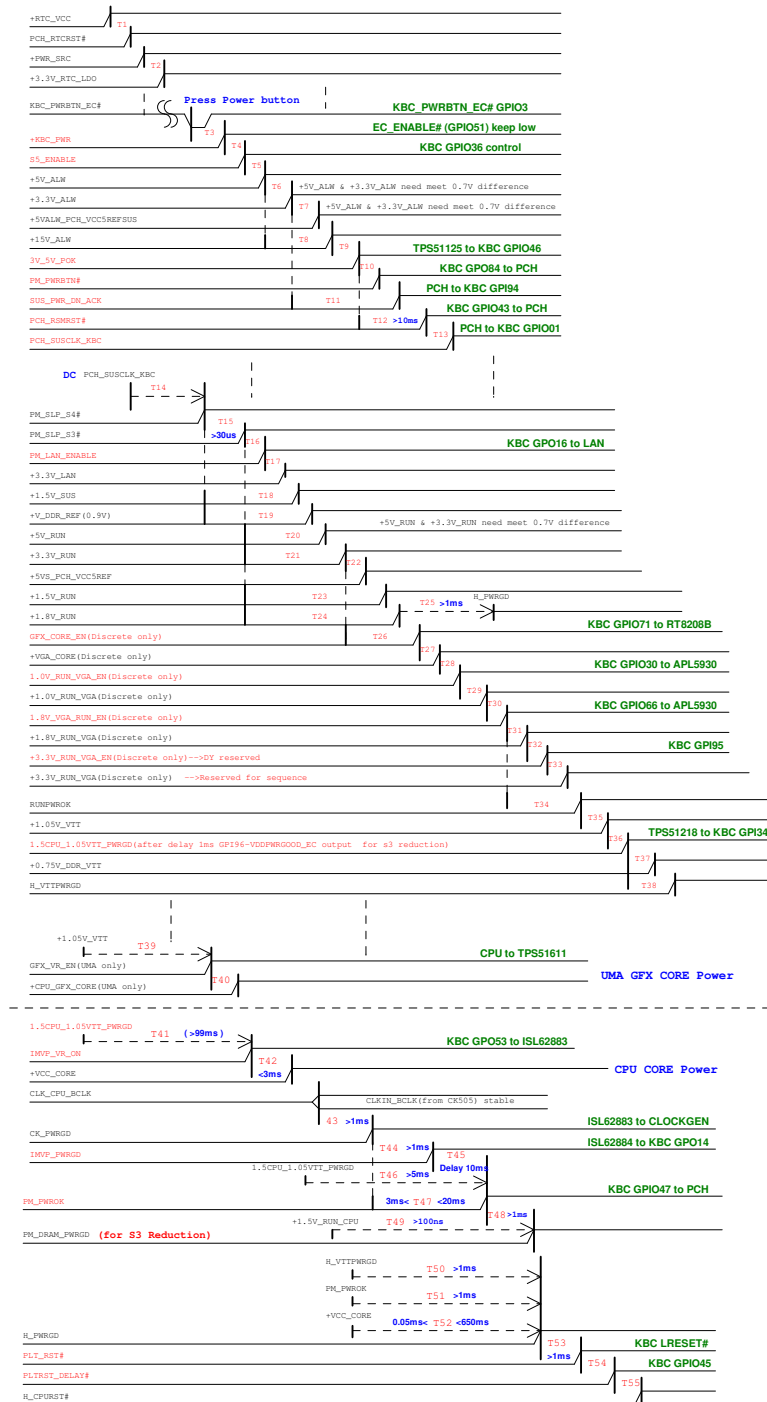 +RTC_VCC
T1
PCH_RTCRST#
+PWR_SRC
T2
+3.3V_RTC_LDO
Press Power button
KBC_PWRBTN_EC#
KBC_PWRBTN_EC# GPIO3
T3
EC_ENABLE# (GPIO51) keep low
+KBC_PWR
T4
KBC GPIO36 control
S5_ENABLE
T5
+5V_ALW
T6
+5V_ALW & +3.3V_ALW need meet 0.7V difference
+3.3V_ALW
T7
+5V_ALW & +3.3V_ALW need meet 0.7V difference
+5VALW_PCH_VCC5REFSUS
+15V_ALW
T8
T9
TPS51125 to KBC GPIO46
3V_5V_POK
T10
KBC GPO84 to PCH
PM_PWRBTN#
PCH to KBC GPI94
SUS_PWR_DN_ACK
T11
KBC GPIO43 to PCH
PCH_RSMRST#
T12 >10ms
PCH to KBC GPIO01
T13
PCH_SUSCLK_KBC
DC PCH_SUSCLK_KBC
T14
PM_SLP_S4#
T15
PM_SLP_S3#
>30us
T16
KBC GPO16 to LAN
PM_LAN_ENABLE
T17
+3.3V_LAN
+1.5V_SUS
T18
+V_DDR_REF(0.9V)
T19
+5V_RUN & +3.3V_RUN need meet 0.7V difference
+5V_RUN
T20
+3.3V_RUN
T21
T22
+5VS_PCH_VCC5REF
+1.5V_RUN
T23
T25 >1ms
H_PWRGD
+1.8V_RUN
T24
KBC GPIO71 to RT8208B
GFX_CORE_EN(Discrete only)
T26
+VGA_CORE(Discrete only)
T27
T28
KBC GPIO30 to APL5930
1.0V_RUN_VGA_EN(Discrete only)
+1.0V_RUN_VGA(Discrete only)
T29
T30
KBC GPIO66 to APL5930
1.8V_VGA_RUN_EN(Discrete only)
T31
+1.8V_RUN_VGA(Discrete only)
T32
KBC GPI95
+3.3V_RUN_VGA_EN(Discrete only)-->DY reserved
T33
+3.3V_RUN_VGA(Discrete only) -->Reserved for sequence
RUNPWROK
T34
T35
+1.05V_VTT
TPS51218 to KBC GPI34
T36
1.5CPU_1.05VTT_PWRGD(after delay 1ms GPI96-VDDPWRGOOD_EC output for s3 reduction)
T37
+0.75V_DDR_VTT
H_VTTPWRGD
T38
+1.05V_VTT
T39
CPU to TPS51611
GFX_VR_EN(UMA only)
UMA GFX CORE Power
T40
+CPU_GFX_CORE(UMA only)
1.5CPU_1.05VTT_PWRGD
T41 (>99ms)
KBC GPO53 to ISL62883
IMVP_VR_ON
T42
<3ms
CPU CORE Power
+VCC_CORE
CLK_CPU_BCLK
CLKIN_BCLK(from CK505) stable
43 >1ms
ISL62883 to CLOCKGEN
CK_PWRGD
T44 >1ms
ISL62884 to KBC GPO14
IMVP_PWRGD
T45
Delay 10ms
1.5CPU_1.05VTT_PWRGD
T46 >5ms
KBC GPIO47 to PCH
PM_PWROK
3ms< T47 <20ms
T48 >1ms
+1.5V_RUN_CPU
T49 >100ns
PM_DRAM_PWRGD (for S3 Reduction)
H_VTTPWRGD
T50 >1ms
PM_PWROK
T51 >1ms
+VCC_CORE
0.05ms< T52 <650ms
H_PWRGD
T53
>1ms
KBC LRESET#
PLT_RST#
T54
KBC GPIO45
PLTRST_DELAY#
T55
H_CPURST#